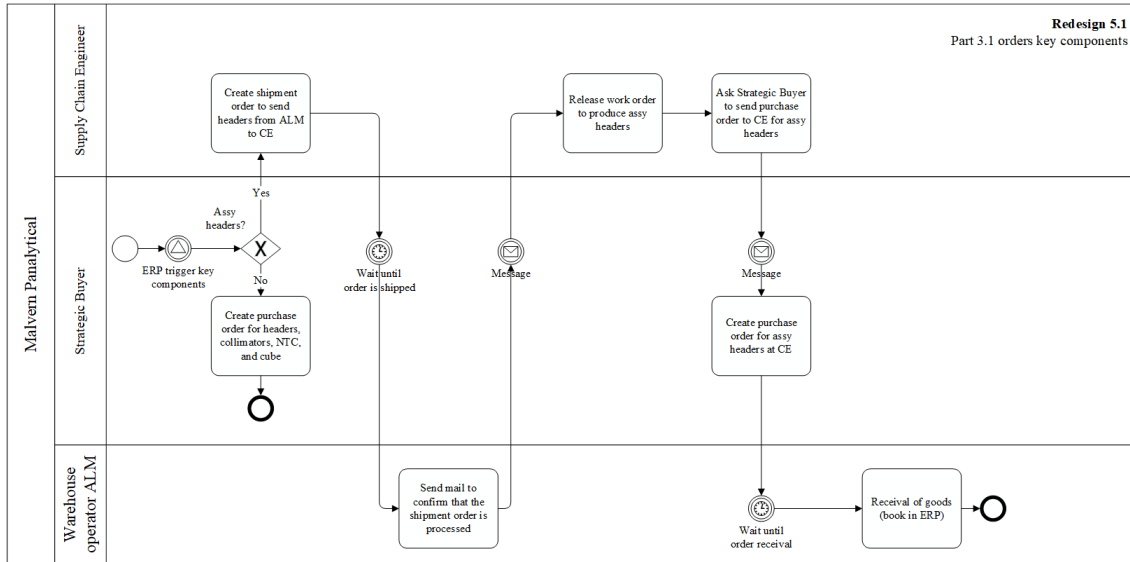 Redesign 5.1
Part 3.1 orders key components
Malvern Panalytical
Supply Chain Engineer
Create shipment
order to send
headers from ALM
to CE
Release work order
to produce assy
headers
Ask Strategic Buyer
to send purchase
order to CE for assy
headers
Strategic Buyer
ERP trigger key
components
Assy
headers?
X
Yes
No
Create purchase
order for headers,
collimators, NTC,
and cube
Wait until
order is shipped
Message
Message
Create purchase
order for assy
headers at CE
Warehouse
operator ALM
Send mail to
confirm that the
shipment order is
processed
Wait until
order receival
Receival of goods
(book in ERP)